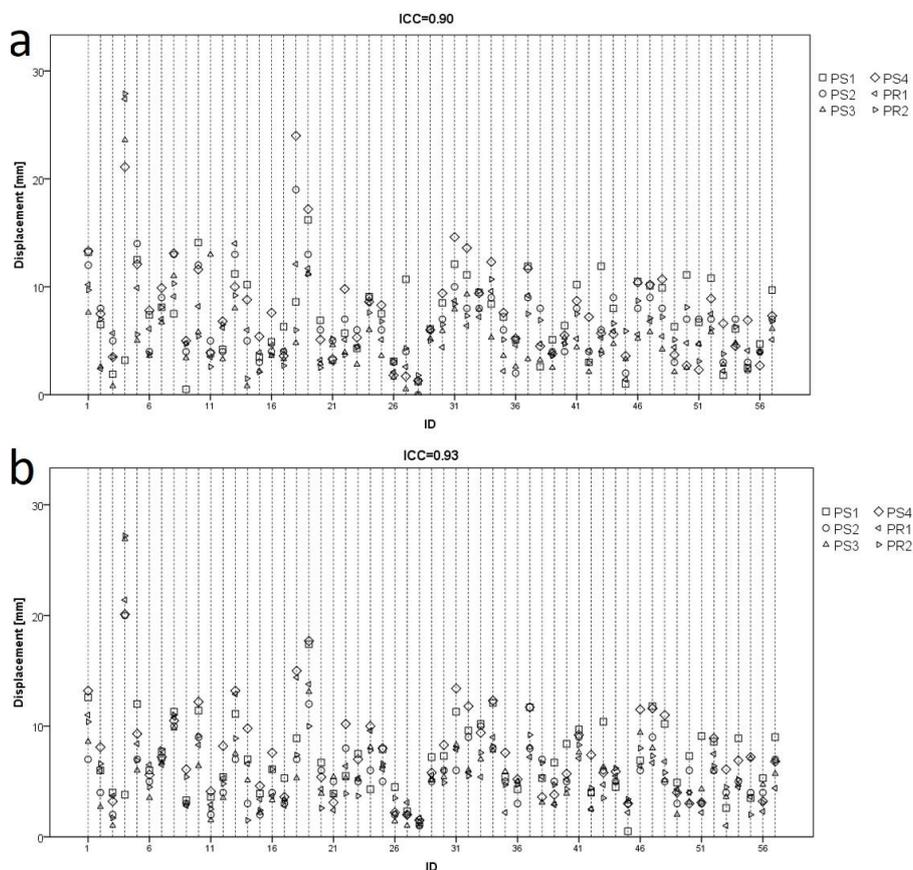 a
ICC=0.90
Displacement [mm]
30
20
10
0
1 6 11 16 21 26 31 36 41 46 51 56
ID
PS1 PS4
PS2 PR1
PS3 PR2
b
ICC=0.93
Displacement [mm]
30
20
10
0
1 6 11 16 21 26 31 36 41 46 51 56
ID
PS1 PS4
PS2 PR1
PS3 PR2